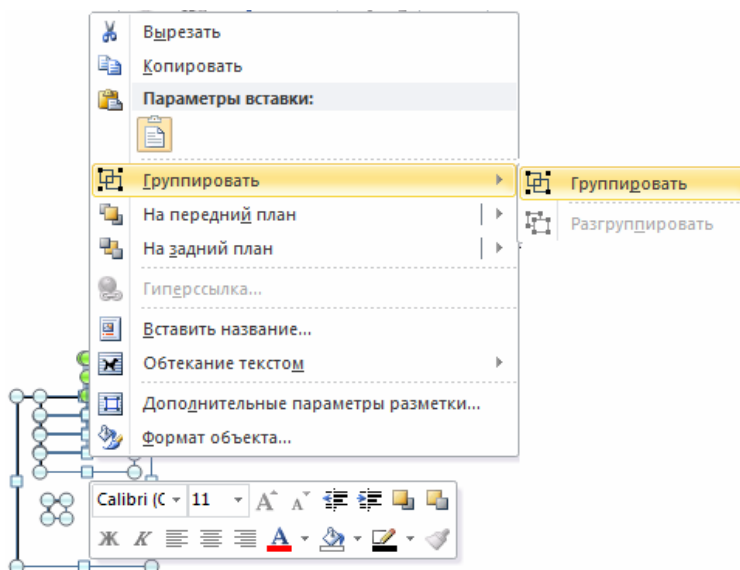 Вырезать
Копировать
Параметры вставки:
Группировать
Группировать
На передний план
Разгруппировать
На задний план
Гиперссылка...
Вставить название...
Обтекание текстом
Дополнительные параметры разметки...
Формат объекта...
Calibri (С 11 A A
Ж К A